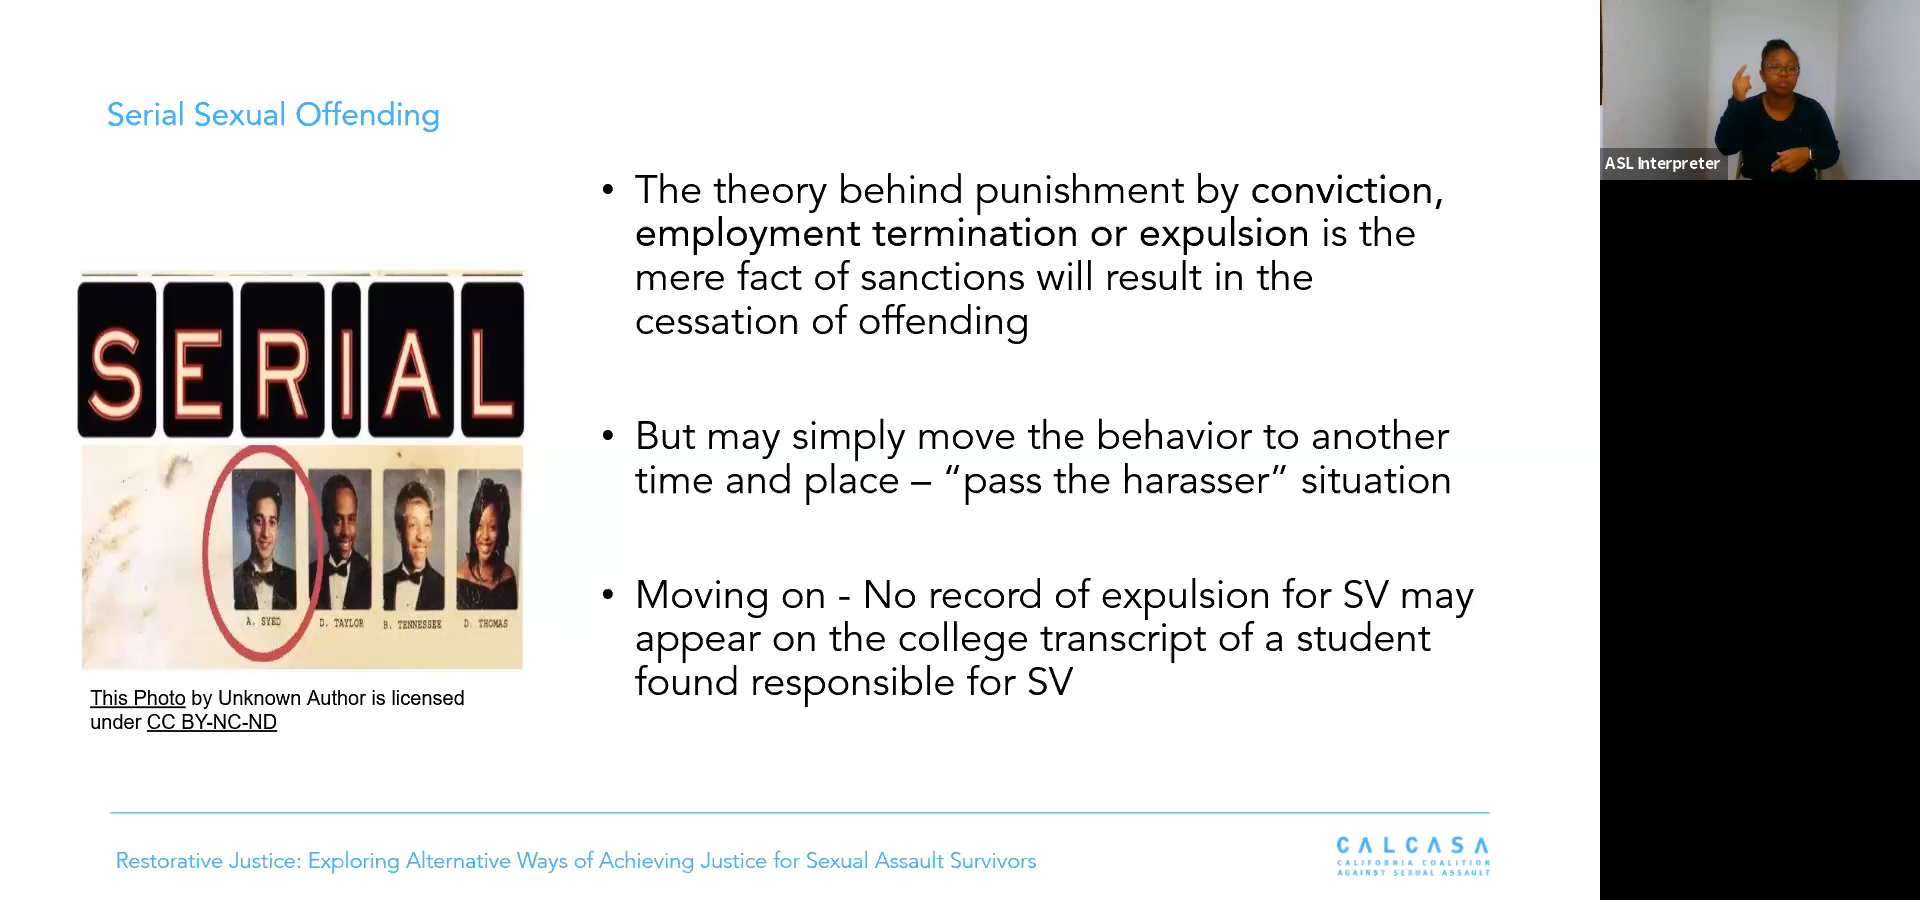 Serial Sexual Offending
• The theory behind punishment by conviction,
employment termination or expulsion is the
mere fact of sanctions will result in the
cessation of offending
• But may simply move the behavior to another
time and place – “pass the harasser” situation
• Moving on - No record of expulsion for SV may
appear on the college transcript of a student
found responsible for SV
SERIAL
A. SYED D. TAYLOR B. TENNESSEE D. THOMAS
This Photo by Unknown Author is licensed
under CC BY-NC-ND
Restorative Justice: Exploring Alternative Ways of Achieving Justice for Sexual Assault Survivors
CALCASA
CALIFORNIA COALITION
AGAINST SEXUAL ASSAULT
ASL Interpreter